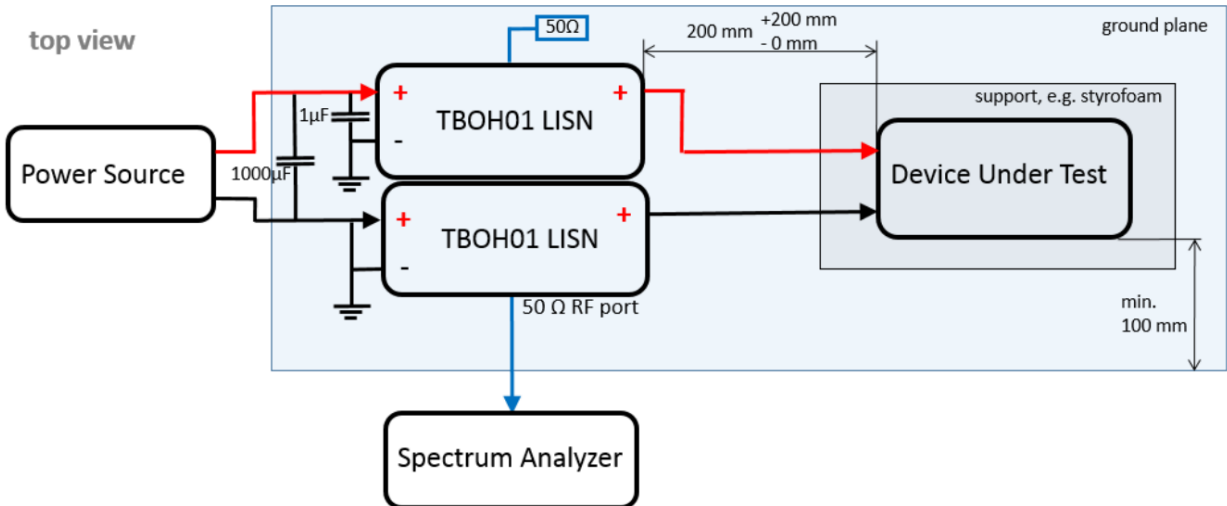 top view
50Ω
200 mm +200 mm
- 0 mm
ground plane
+
+
1µF
TBOH01 LISN
-
support, e.g. styrofoam
Power Source
1000µF
Device Under Test
+
+
TBOH01 LISN
-
50 Ω RF port
min.
100 mm
Spectrum Analyzer